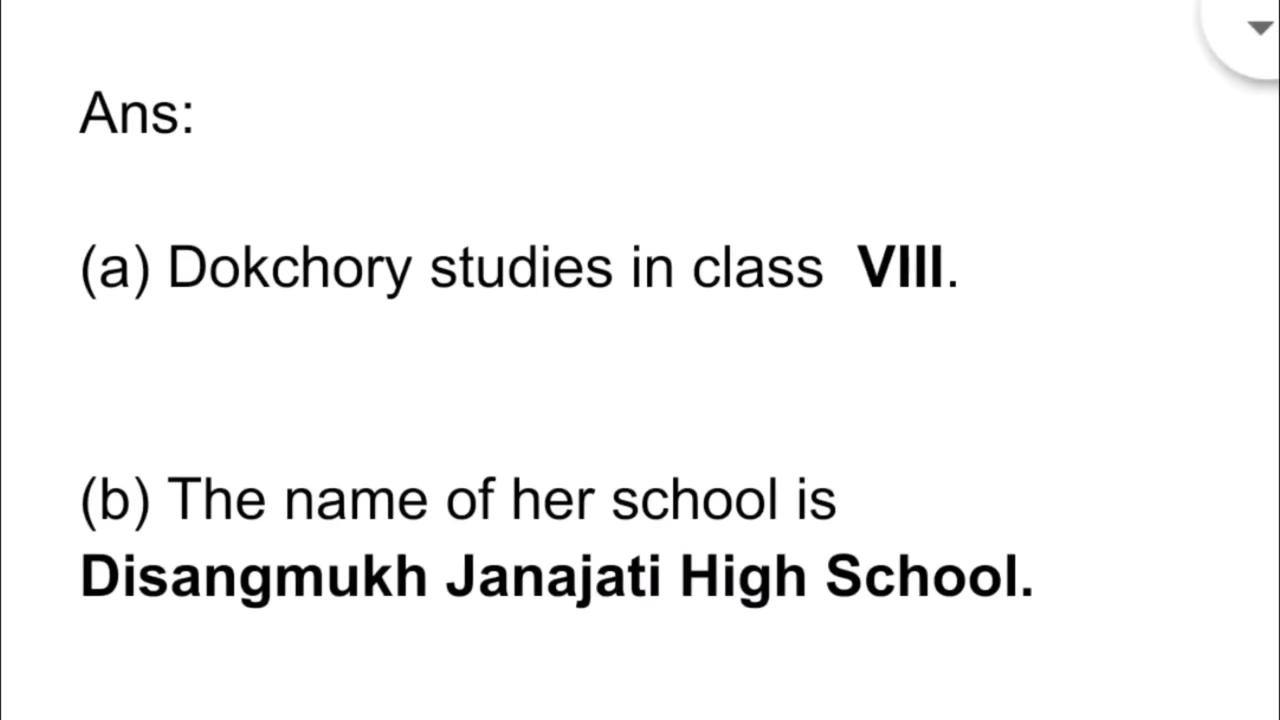 Ans:
(a) Dokchory studies in class VIII.
(b) The name of her school is
Disangmukh Janajati High School.